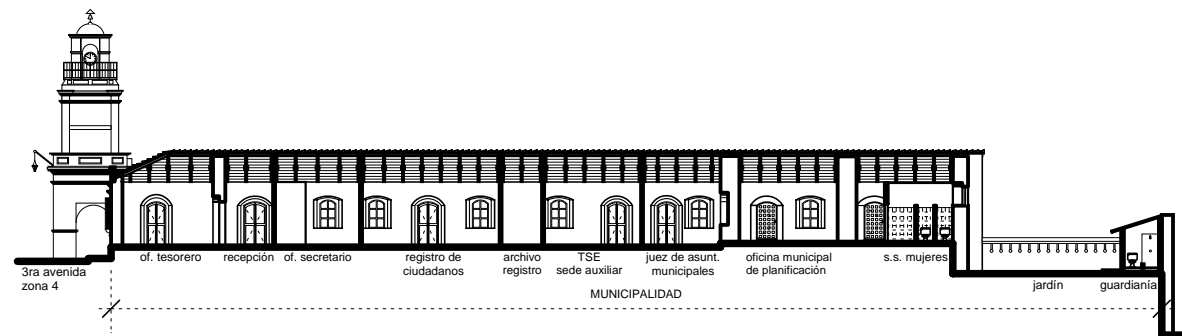 3ra avenida
zona 4
of. tesorero
recepción
of. secretario
registro de
ciudadanos
archivo
registro
TSE
sede auxiliar
juez de asunt.
municipales
oficina municipal
de planificación
s.s. mujeres
jardín
guardianía
MUNICIPALIDAD